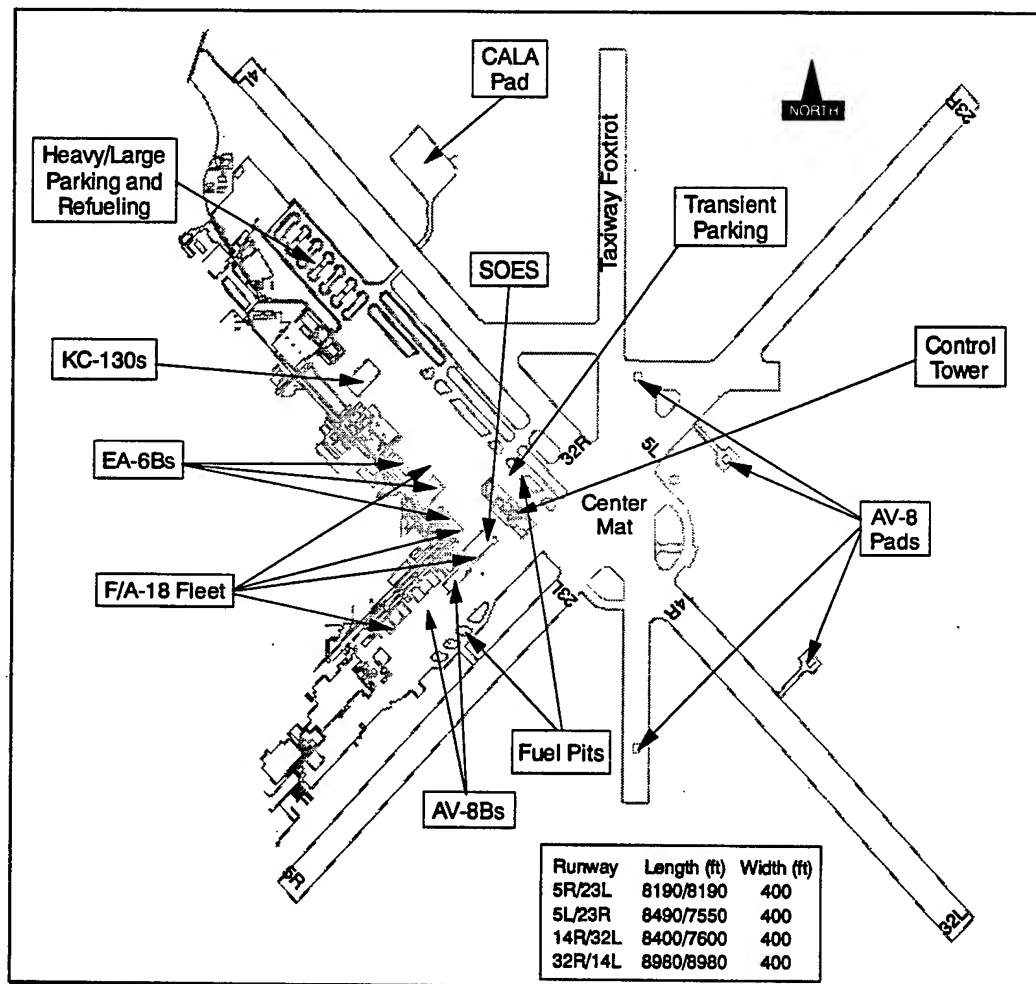 CALA
Pad
4L
NORTH
23R
Heavy/Large
Parking and
Refueling
Taxiway Foxtrot
Transient
Parking
SOES
KC-130s
Control
Tower
32R
5L
EA-6Bs
Center
Mat
AV-8
Pads
F/A-18 Fleet
23L
4R
Fuel Pits
AV-8Bs
5R
32L
Runway Length (ft) Width (ft)
5R/23L 8190/8190 400
5L/23R 8490/7550 400
14R/32L 8400/7600 400
32R/14L 8980/8980 400